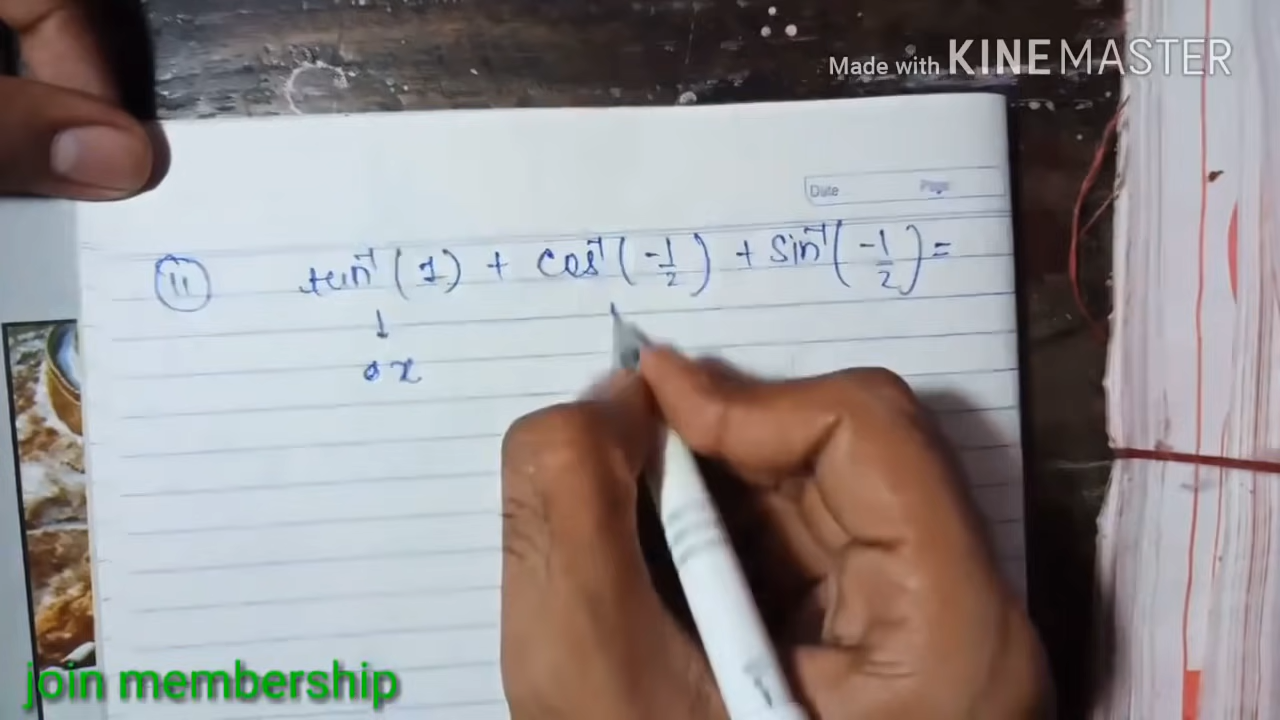 Made with KINEMASTER
Date Page
11 tan⁻¹ (1) + cos⁻¹ (-1/2) + sin⁻¹ (-1/2) =
↓
x
join membership